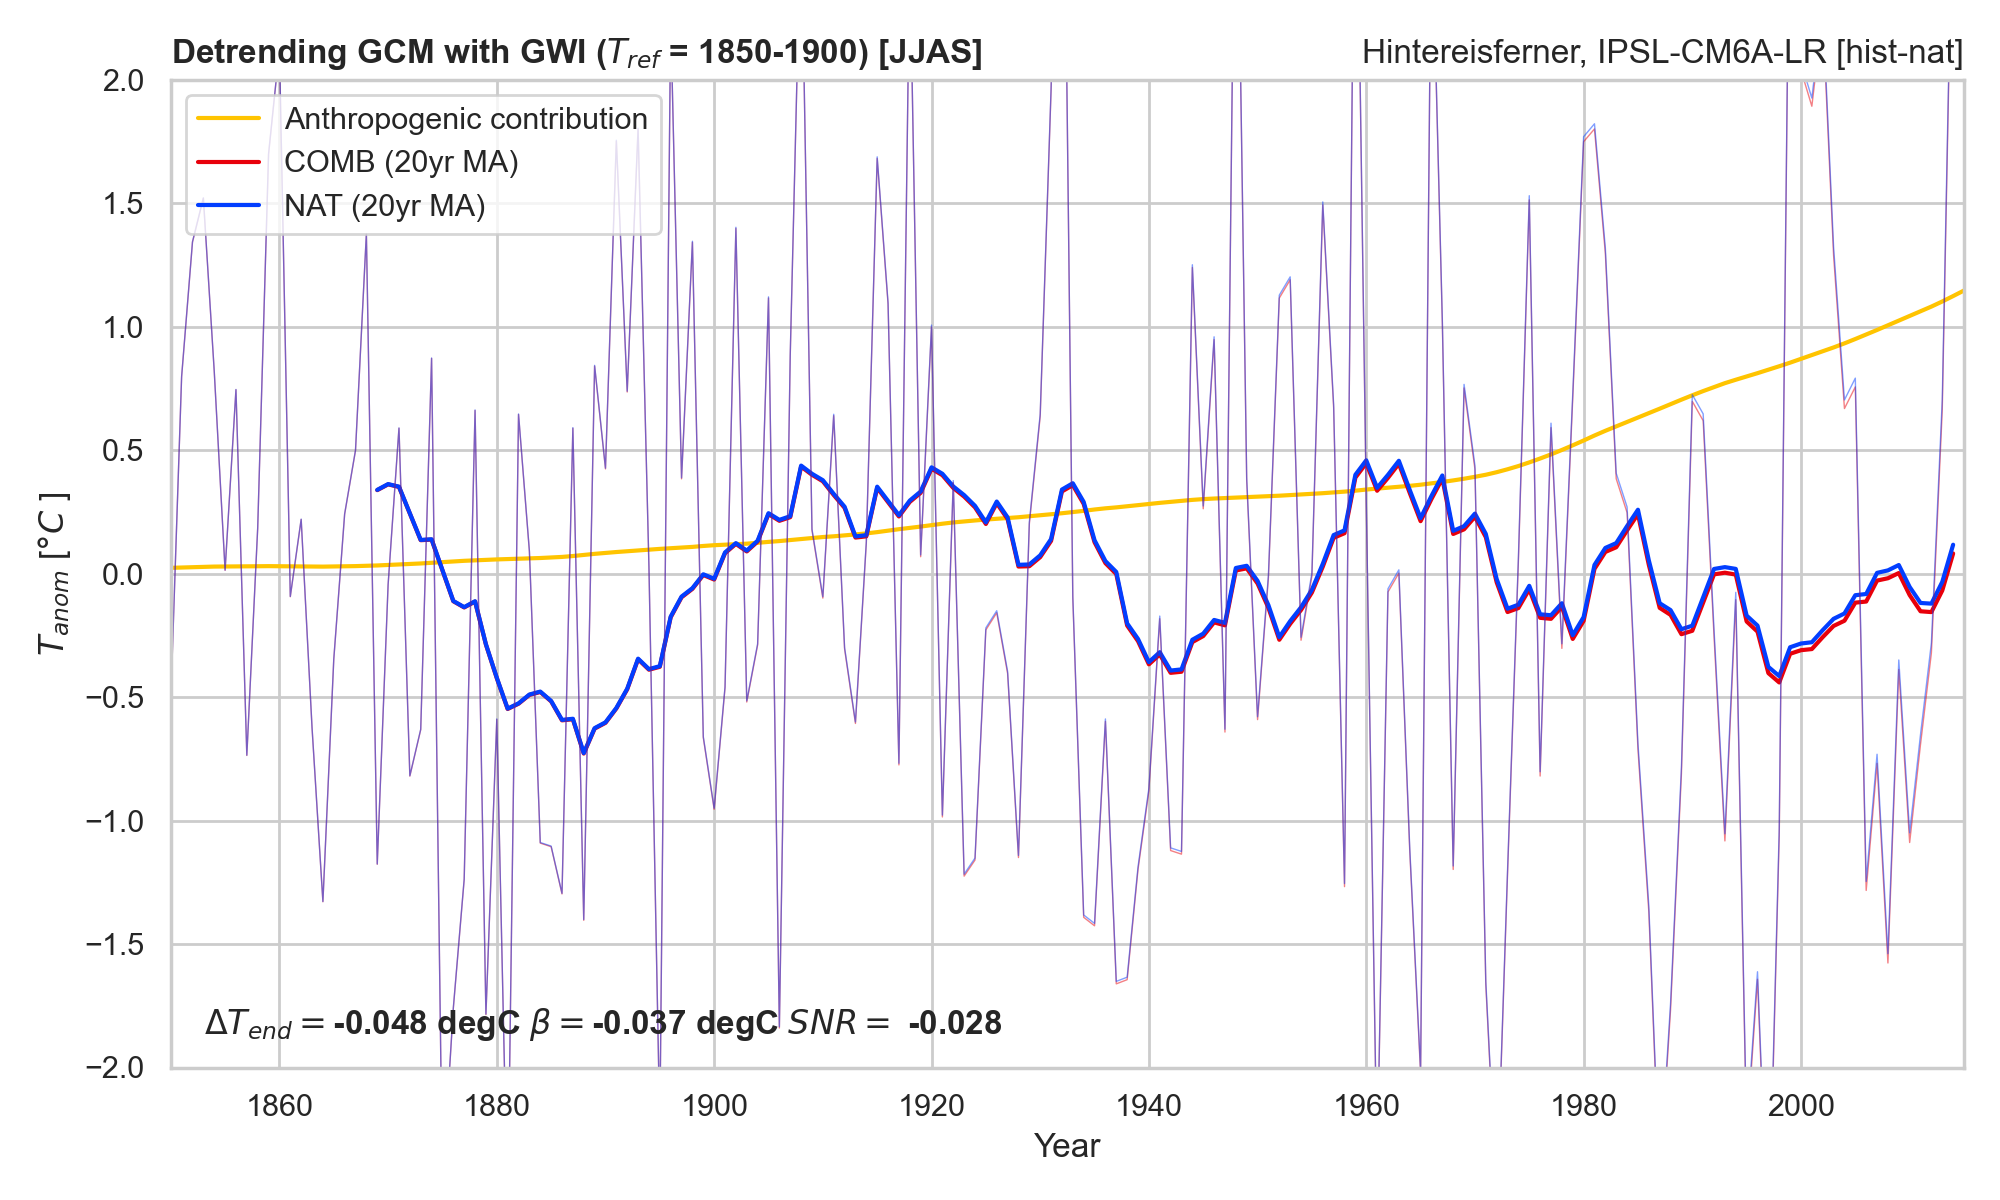 Detrending GCM with GWI (T_ref = 1850-1900) [JJAS]
Hintereisferner, IPSL-CM6A-LR [hist-nat]
2.0
1.5
1.0
0.5
0.0
−0.5
−1.0
−1.5
−2.0
T_anom [°C]
Anthropogenic contribution
COMB (20yr MA)
NAT (20yr MA)
ΔT_end = -0.048 degC β = -0.037 degC SNR = -0.028
1860 1880 1900 1920 1940 1960 1980 2000
Year